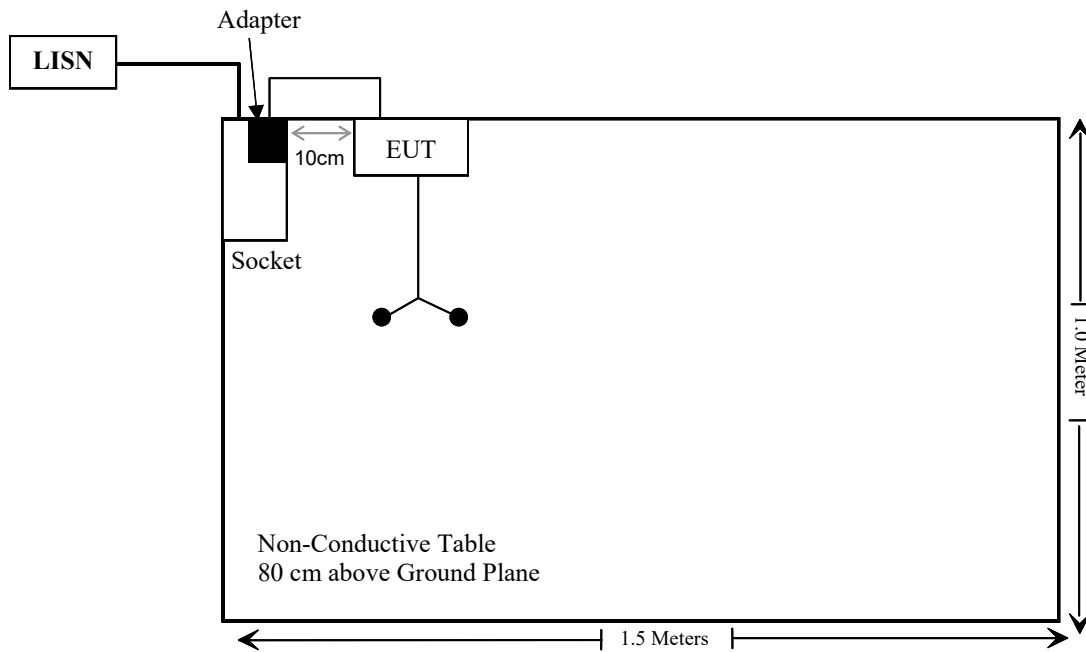 Adapter
LISN
10cm
EUT
Socket
1.0 Meter
Non-Conductive Table
80 cm above Ground Plane
1.5 Meters